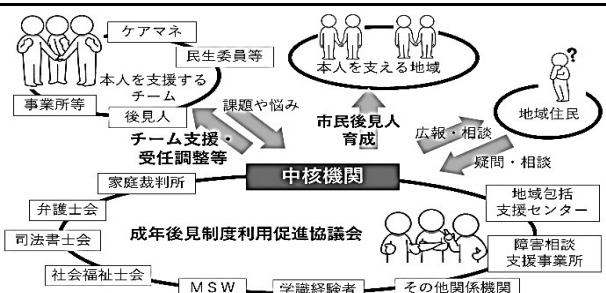 ケアマネ
民生委員等
本人を支援する
チーム
事業所等
後見人
本人を支える地域
?
地域住民
課題や悩み
チーム支援・
受任調整等
市民後見人
育成
広報・相談
疑問・相談
中核機関
家庭裁判所
弁護士会
司法書士会
社会福祉士会
成年後見制度利用促進協議会
地域包括
支援センター
障害相談
支援事業所
MSW
学識経験者
その他関係機関